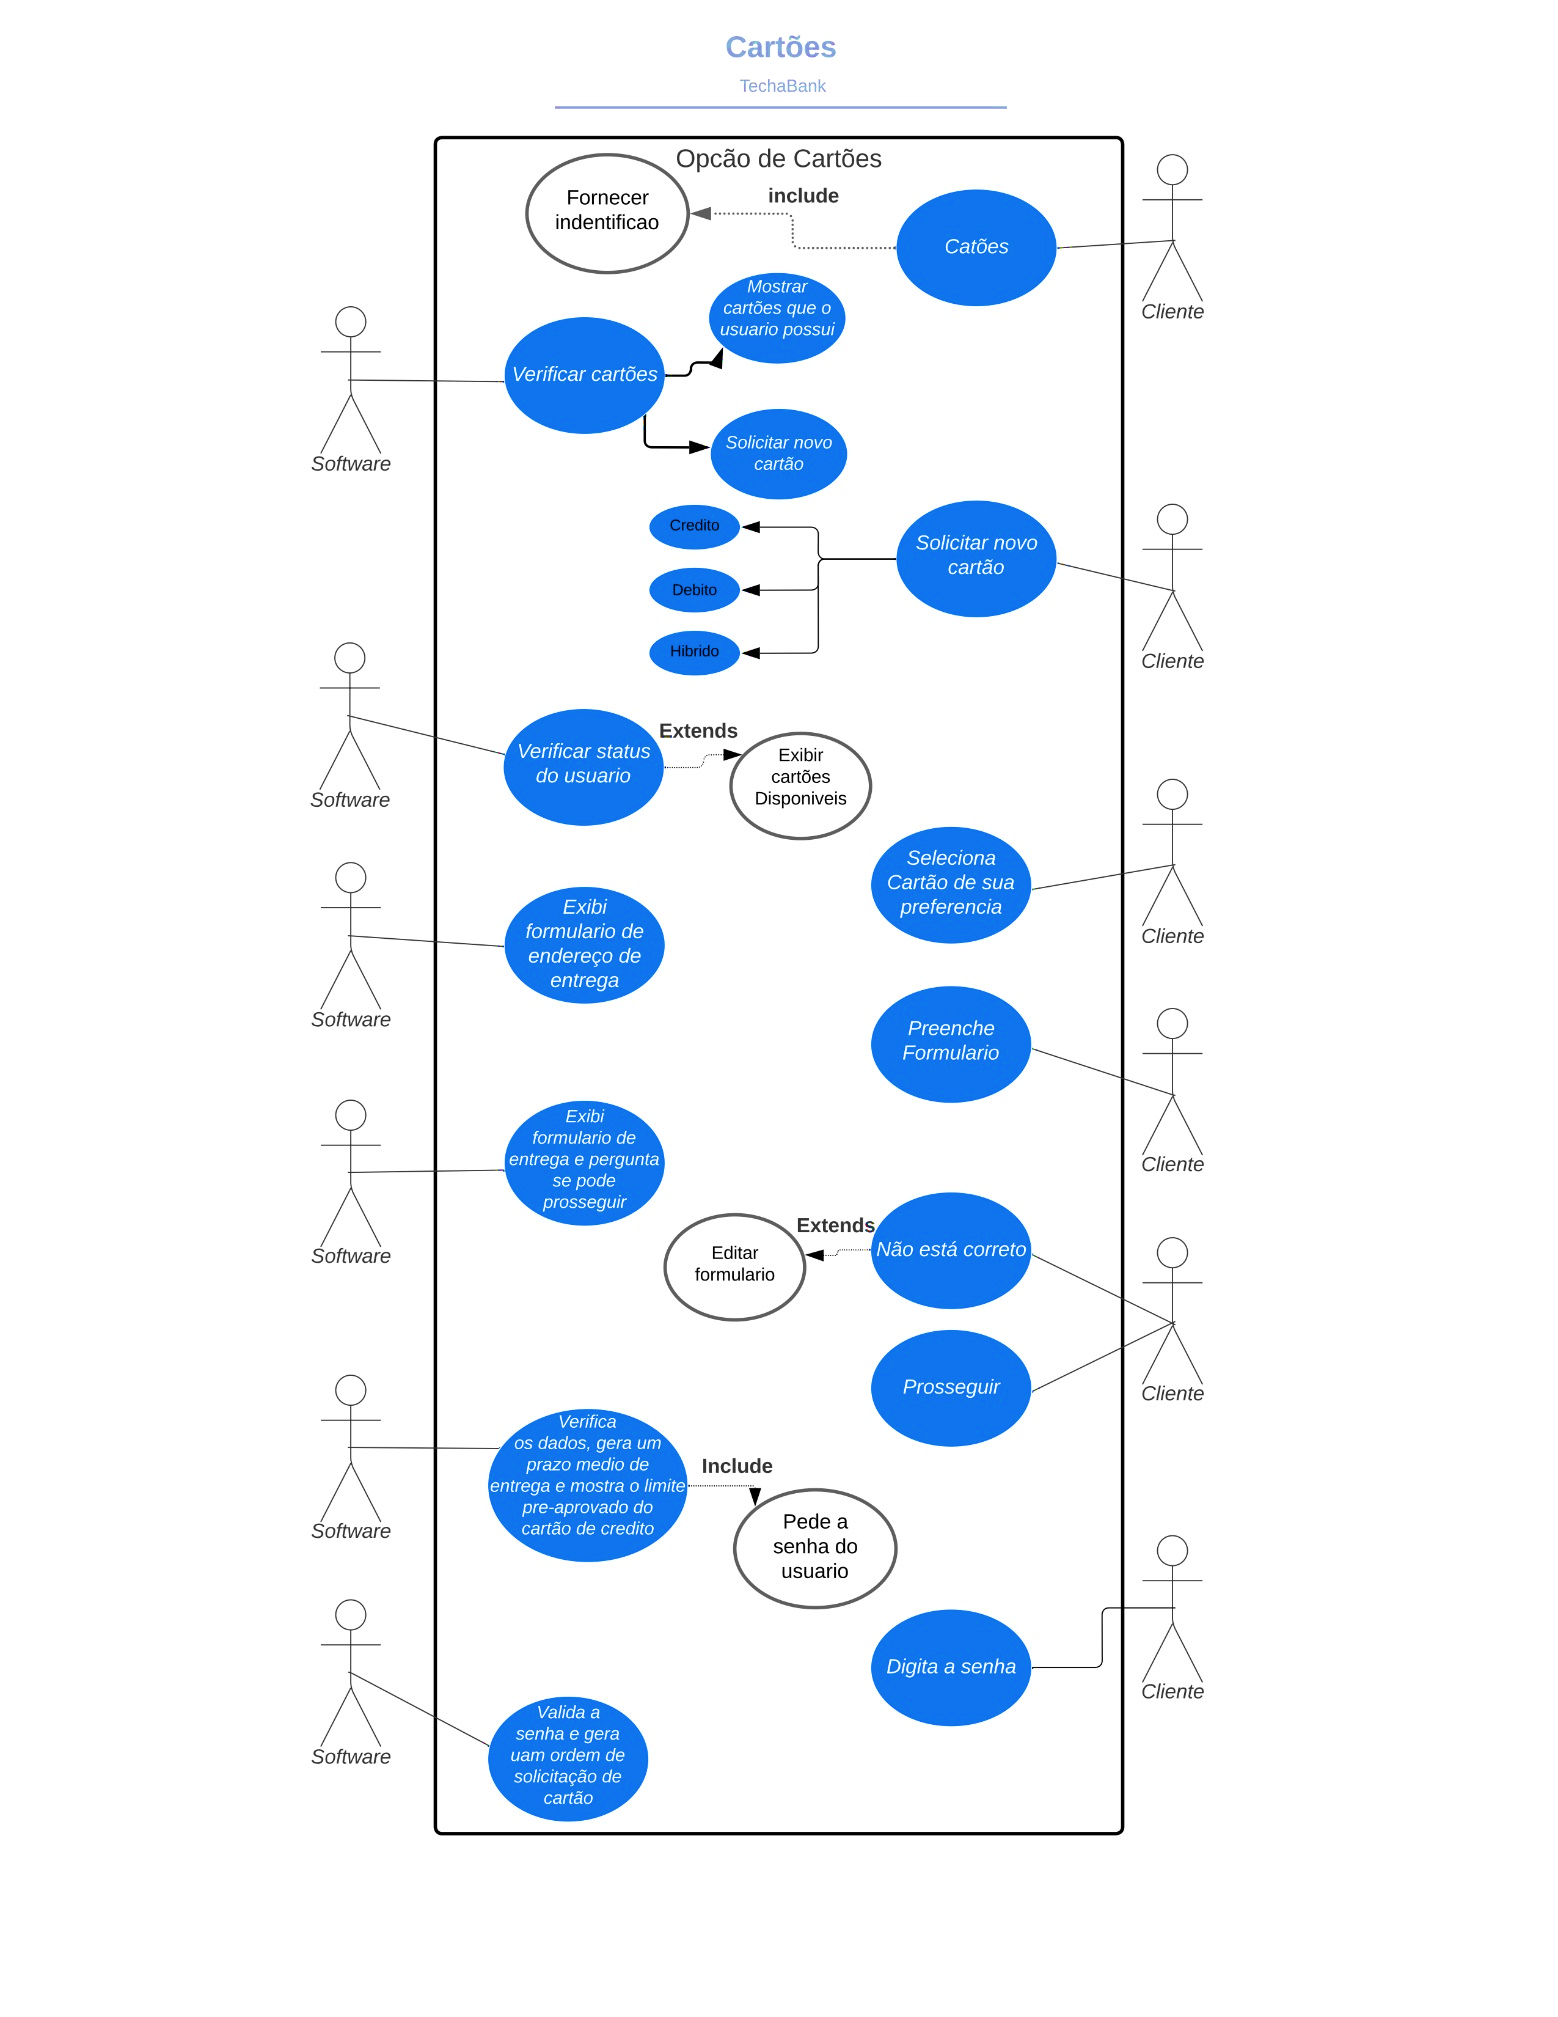 Cartões
TechaBank
Opcão de Cartões
Fornecer
indentificao
include
Catões
Cliente
Mostrar
cartões que o
usuario possui
Verificar cartões
Software
Solicitar novo
cartão
Credito
Debito
Hibrido
Solicitar novo
cartão
Cliente
Verificar status
do usuario
Extends
Exibir
cartões
Disponiveis
Software
Seleciona
Cartão de sua
preferencia
Cliente
Exibi
formulario de
endereço de
entrega
Software
Preenche
Formulario
Cliente
Exibi
formulario de
entrega e pergunta
se pode
prosseguir
Software
Extends
Editar
formulario
Não está correto
Prosseguir
Cliente
Verifica
os dados, gera um
prazo medio de
entrega e mostra o limite
pre-aprovado do
cartão de credito
Software
Include
Pede a
senha do
usuario
Digita a senha
Cliente
Valida a
senha e gera
uam ordem de
solicitação de
cartão
Software